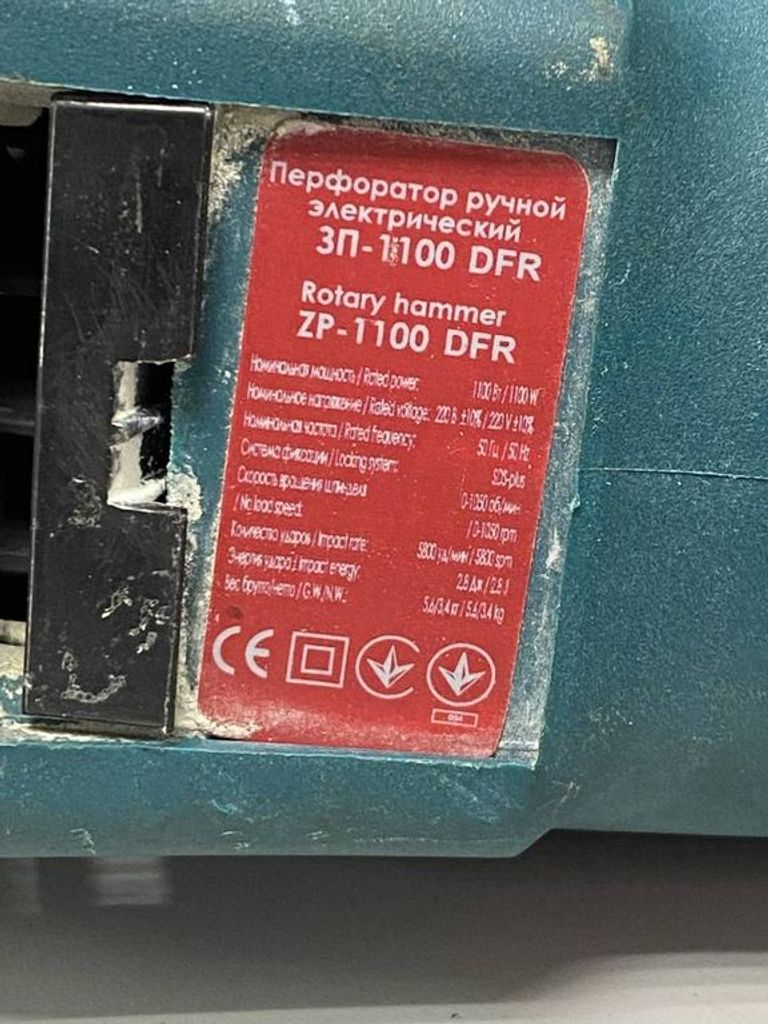 Перфоратор ручной
электрический
ЗП-1100 DFR
Rotary hammer
ZP-1100 DFR
Номинальная мощность / Rated power: 1100 Вт / 1100 W
Номинальное напряжение / Rated voltage: 220 В ±10% / 220 V ±10%
Номинальная частота / Rated frequency: 50 Гц / 50 Hz
Система фиксации / Locking system: SDS-plus
Скорость вращения шпинделя 0-1050 об/мин
/ No load speed: / 0-1050 rpm
Количество ударов / Impact rate: 5800 уд/мин / 5800 spm
Энергия удара / Impact energy: 2.8 Дж / 2.8 J
Вес брутто/нетто / G.W./N.W.: 5,6/3,4 кг / 5,6/3,4 kg
CE